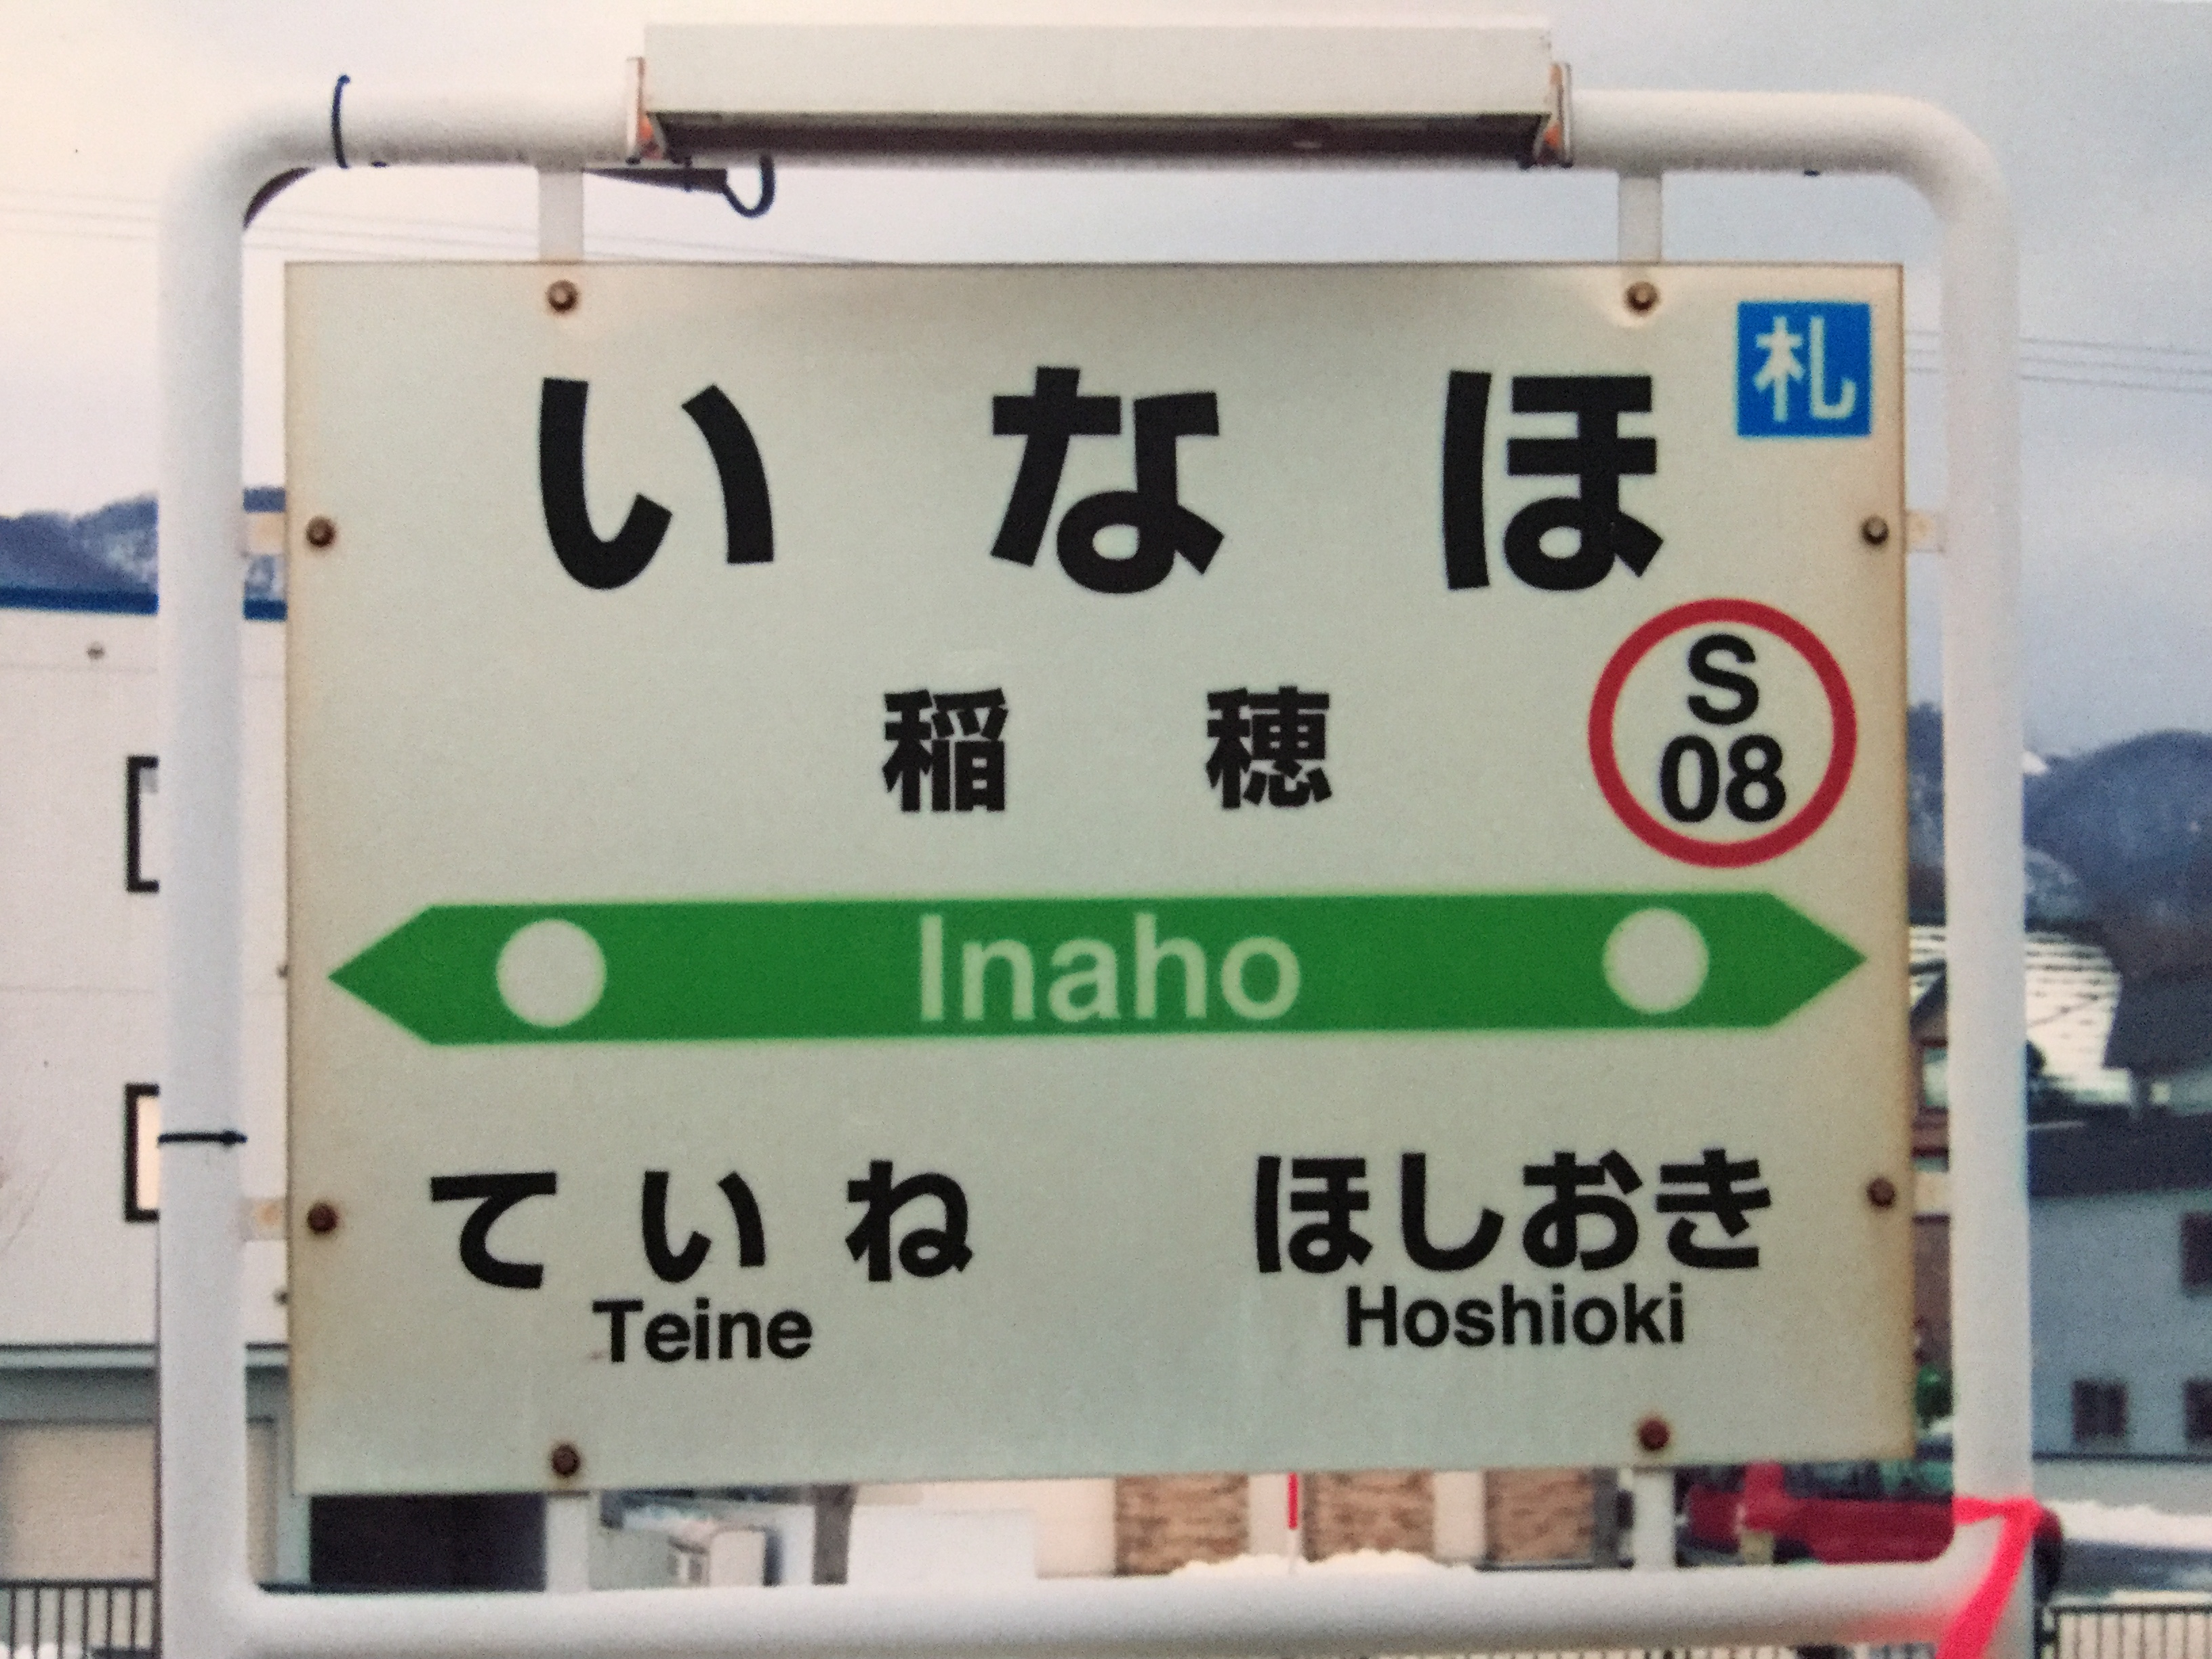 札
いなほ
稲穂
S
08
Inaho
ていね
Teine
ほしおき
Hoshioki